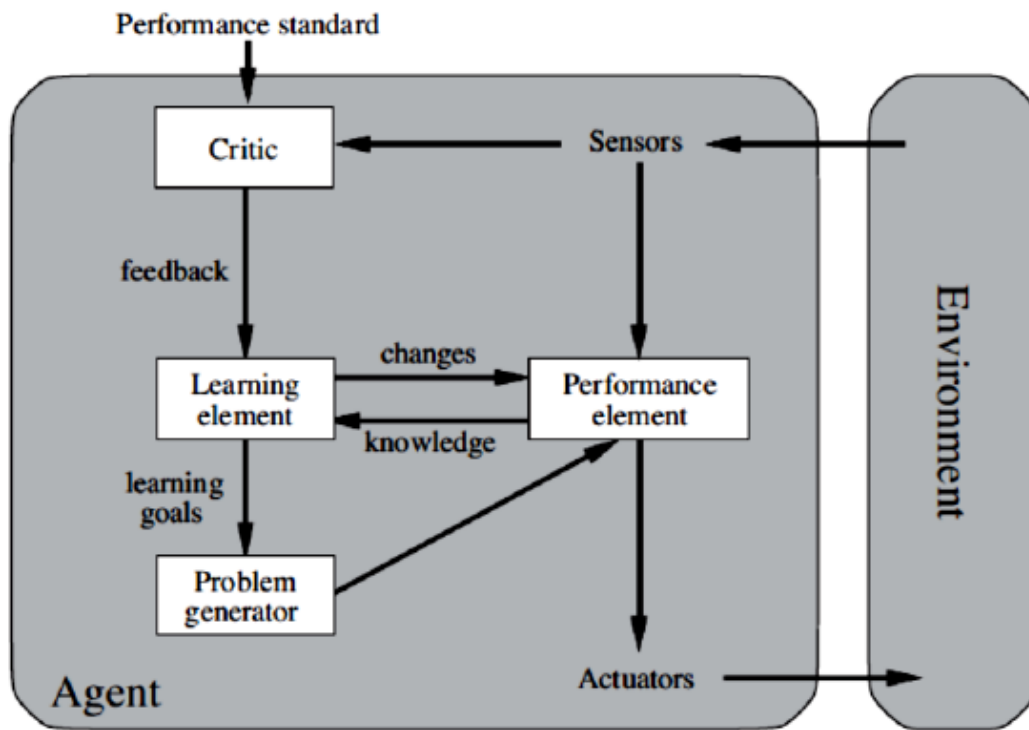 Performance standard
Critic
Sensors
feedback
changes
Learning
element
Performance
element
knowledge
learning
goals
Problem
generator
Agent
Actuators
Environment